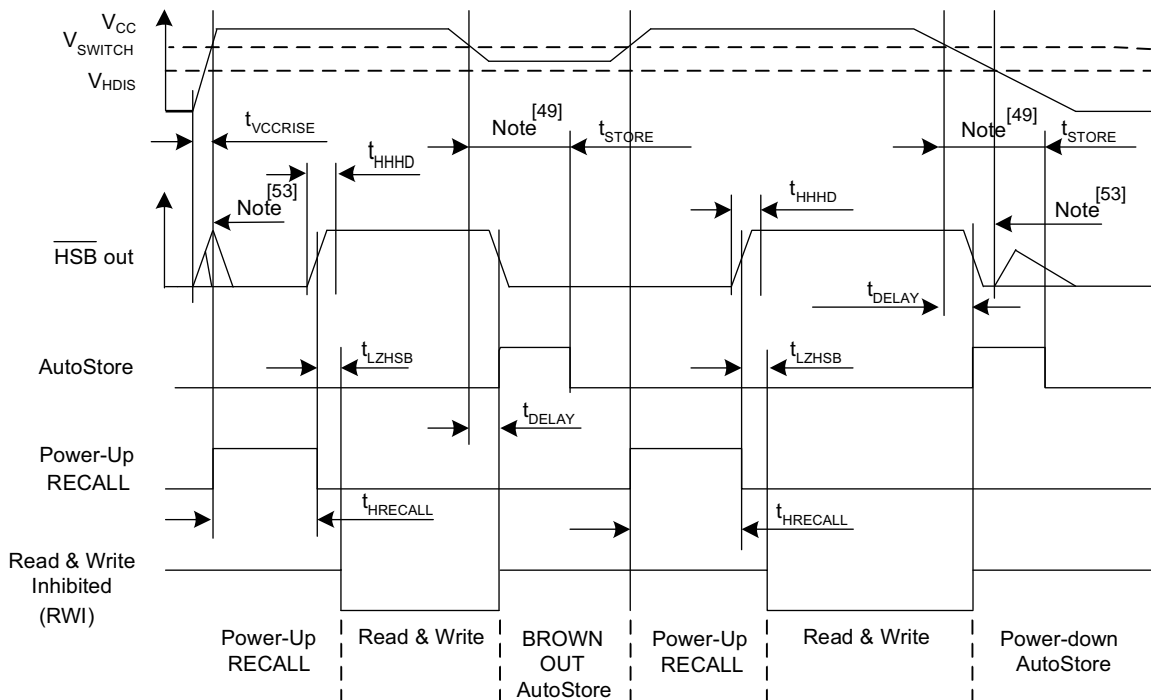 VCC
VSWITCH
VHDIS
tVCCRISE
Note[49]
tSTORE
Note[49]
tSTORE
tHHHD
Note[53]
tHHHD
Note[53]
HSB out
tDELAY
tLZHSB
tLZHSB
AutoStore
tDELAY
Power-Up
RECALL
tHRECALL
tHRECALL
Read & Write
Inhibited
(RWI)
Power-Up
RECALL
Read & Write
BROWN
OUT
AutoStore
Power-Up
RECALL
Read & Write
Power-down
AutoStore